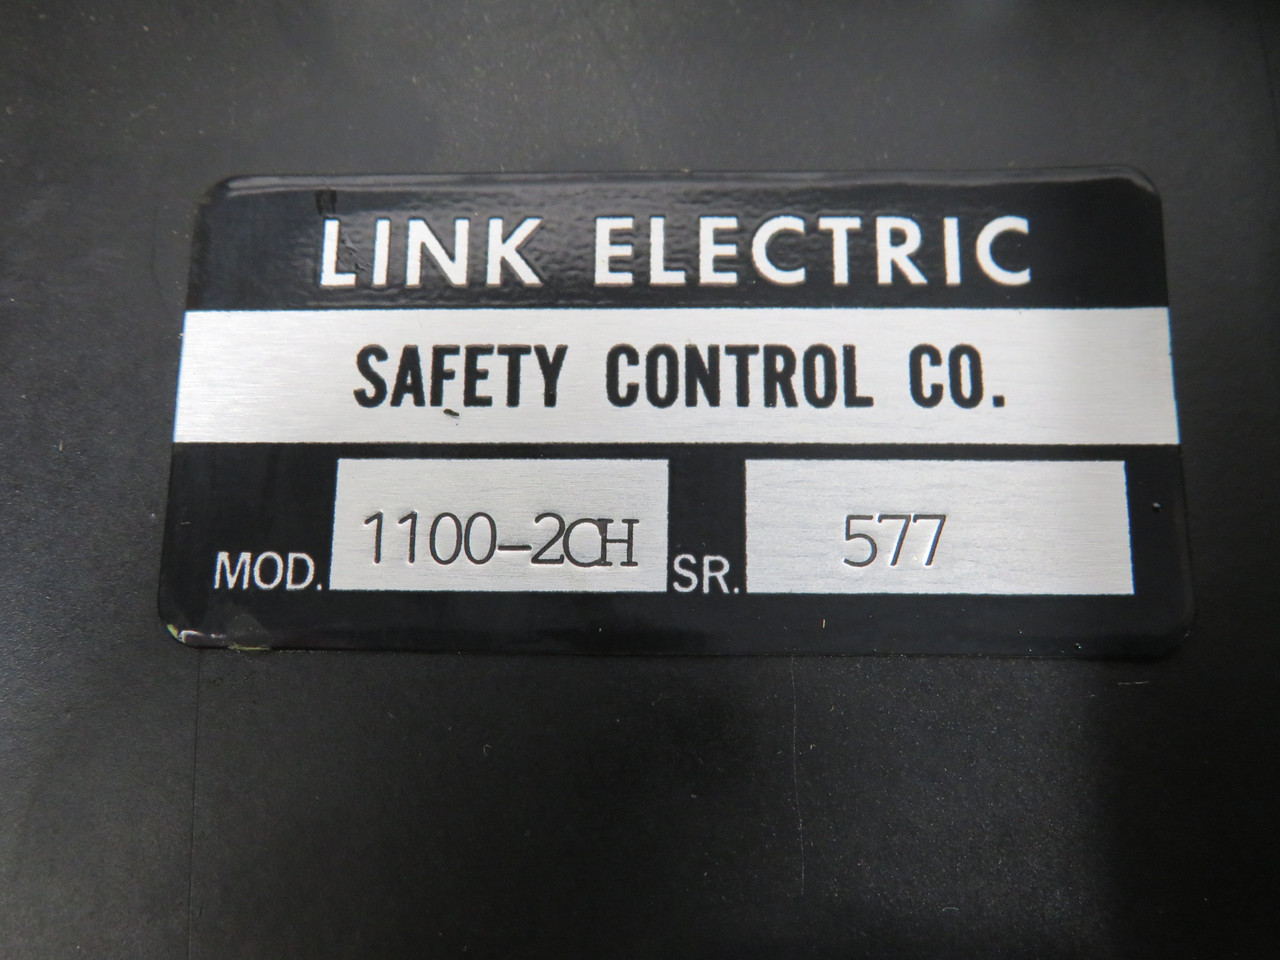 LINK ELECTRIC
SAFETY CONTROL CO.
MOD. 1100-2CH SR. 577